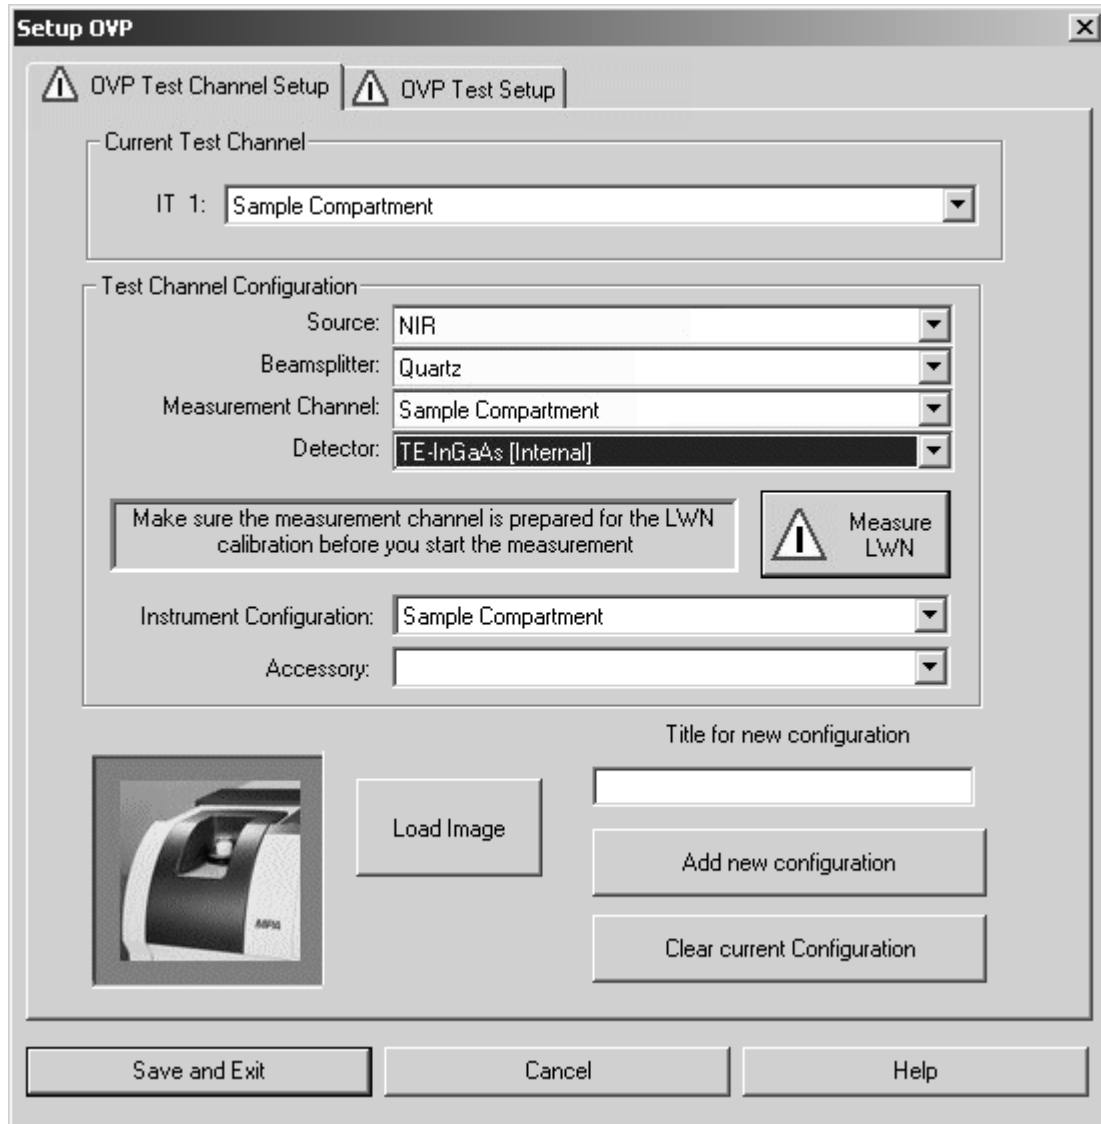 Setup OVP
OVP Test Channel Setup
OVP Test Setup
Current Test Channel
IT 1: Sample Compartment
Test Channel Configuration
Source: NIR
Beamsplitter: Quartz
Measurement Channel: Sample Compartment
Detector: TE-InGaAs [Internal]
Make sure the measurement channel is prepared for the LWN
calibration before you start the measurement
Measure
LWN
Instrument Configuration: Sample Compartment
Accessory:
Title for new configuration
MPA
Load Image
Add new configuration
Clear current Configuration
Save and Exit
Cancel
Help